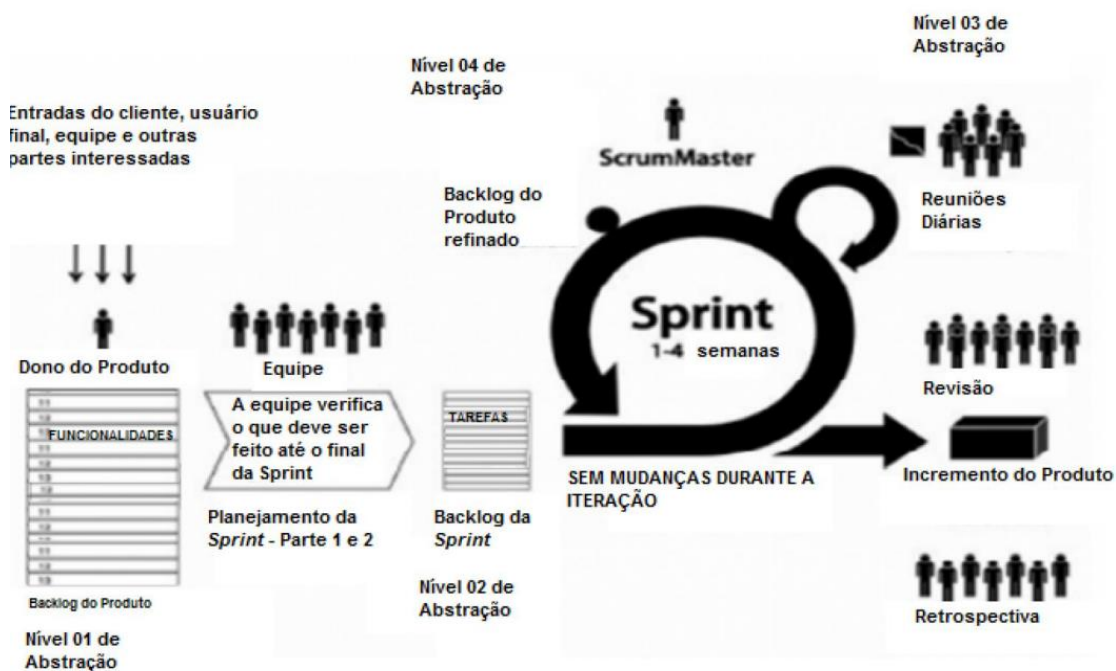 Nível 03 de
Abstração
Nível 04 de
Abstração
Entradas do cliente, usuário
final, equipe e outras
partes interessadas
ScrumMaster
Backlog do
Produto
refinado
Reuniões
Diárias
Sprint
1-4 semanas
Dono do Produto
Equipe
Revisão
FUNCIONALIDADES
A equipe verifica
o que deve ser
feito até o final
da Sprint
TAREFAS
SEM MUDANÇAS DURANTE A
ITERAÇÃO
Incremento do Produto
Planejamento da
Sprint - Parte 1 e 2
Backlog da
Sprint
Backlog do Produto
Nível 02 de
Abstração
Retrospectiva
Nível 01 de
Abstração